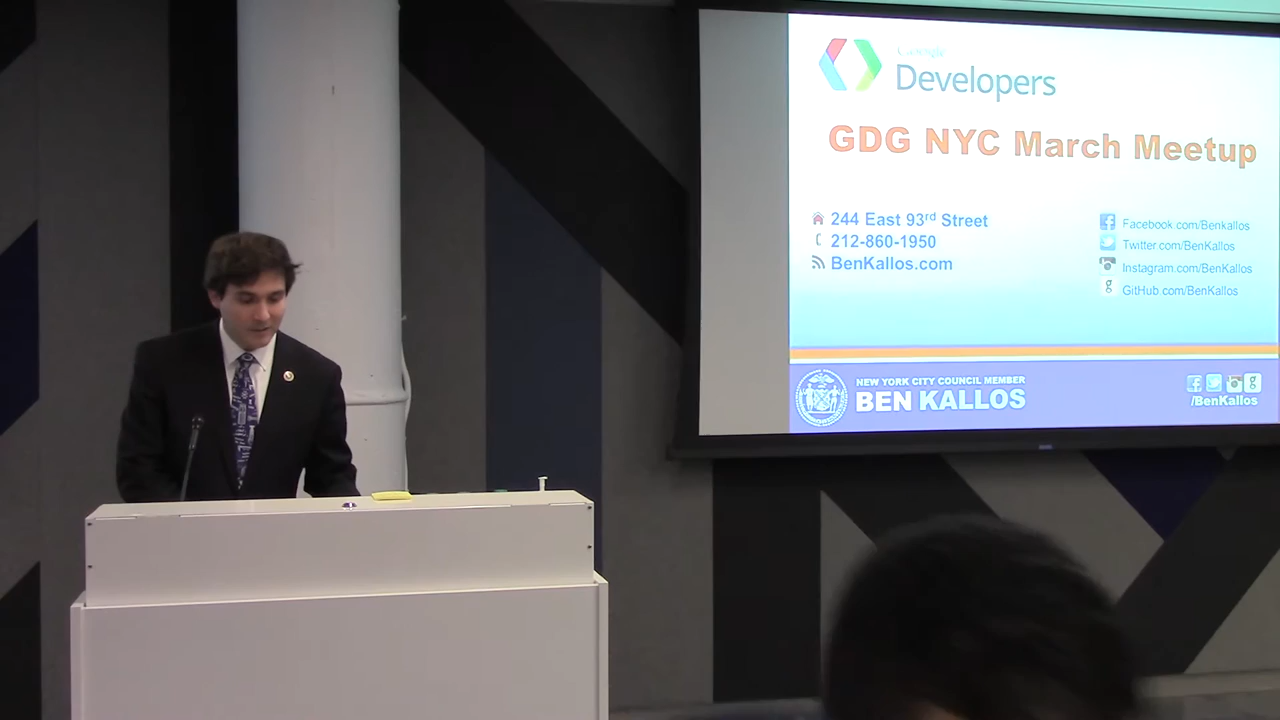 Google
Developers
GDG NYC March Meetup
244 East 93rd Street
212-860-1950
BenKallos.com
Facebook.com/Benkallos
Twitter.com/BenKallos
Instagram.com/BenKallos
GitHub.com/BenKallos
NEW YORK CITY COUNCIL MEMBER
BEN KALLOS
/BenKallos